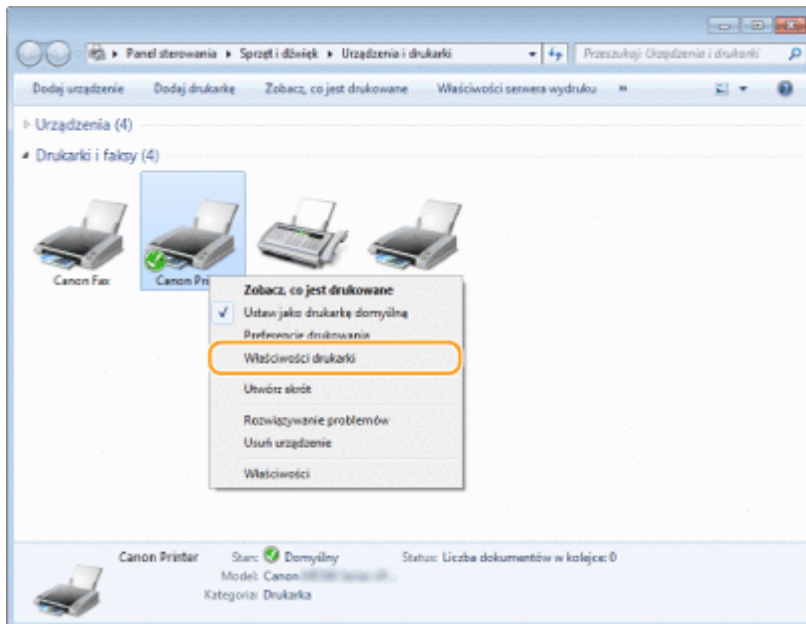 Panel sterowania ▸ Sprzęt i dźwięk ▸ Urządzenia i drukarki
Przeszukaj: Urządzenia i drukarki
Dodaj urządzenie Dodaj drukarkę Zobacz, co jest drukowane Właściwości serwera wydruku »
Urządzenia (4)
Drukarki i faksy (4)
Canon Fax
Canon Pri
Zobacz, co jest drukowane
Ustaw jako drukarkę domyślną
Preferencje drukowania
Właściwości drukarki
Utwórz skrót
Rozwiązywanie problemów
Usuń urządzenie
Właściwości
Canon Printer Stan: Domyślny Status: Liczba dokumentów w kolejce: 0
Model: Canon
Kategoria: Drukarka